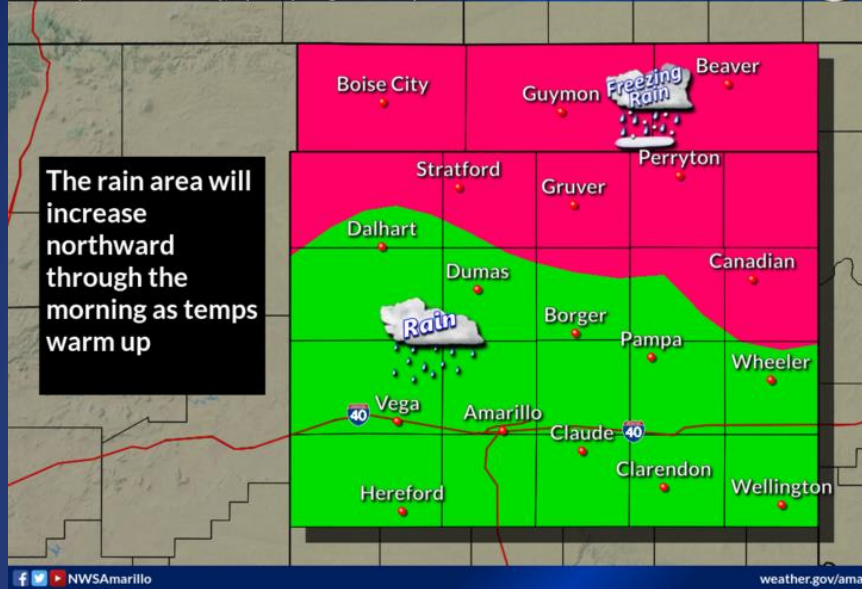 Boise City
Guymon
Freezing
Rain
Beaver
Perryton
The rain area will
increase
northward
through the
morning as temps
warm up
Stratford
Gruver
Dalhart
Canadian
Dumas
Rain
Borger
Pampa
Wheeler
40
Vega
Amarillo
Claude
40
Clarendon
Wellington
Hereford
NWSAmarillo
weather.gov/ama